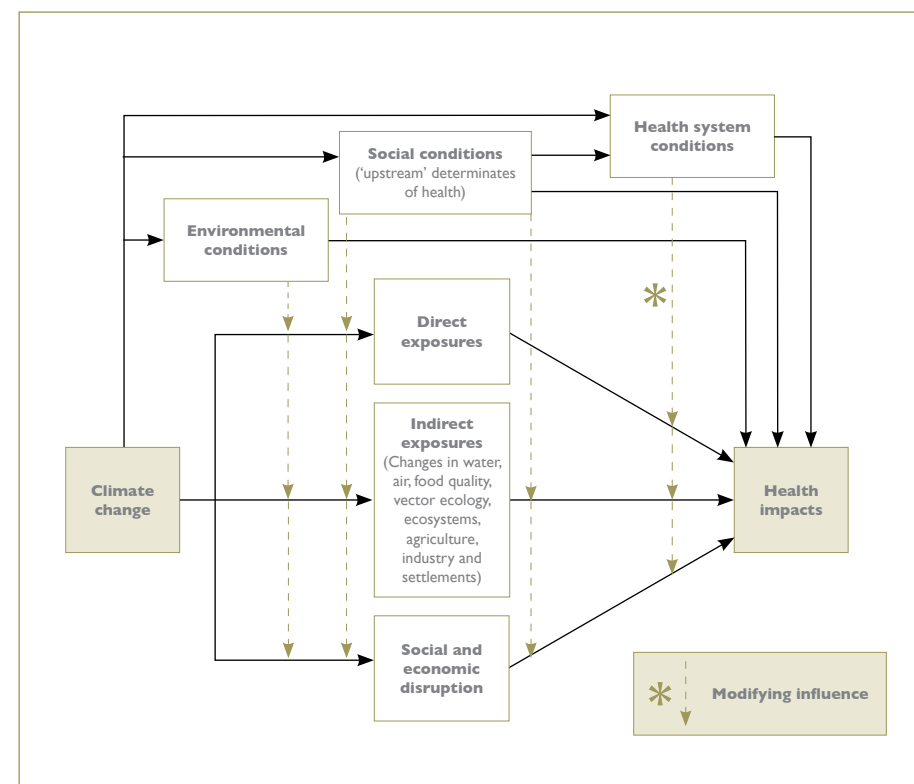 Health system
conditions
Social conditions
(‘upstream’ determinates
of health)
Environmental
conditions
Direct
exposures
Indirect
exposures
(Changes in water,
air, food quality,
vector ecology,
ecosystems,
agriculture,
industry and
settlements)
Climate
change
Health
impacts
Social and
economic
disruption
* Modifying influence
*